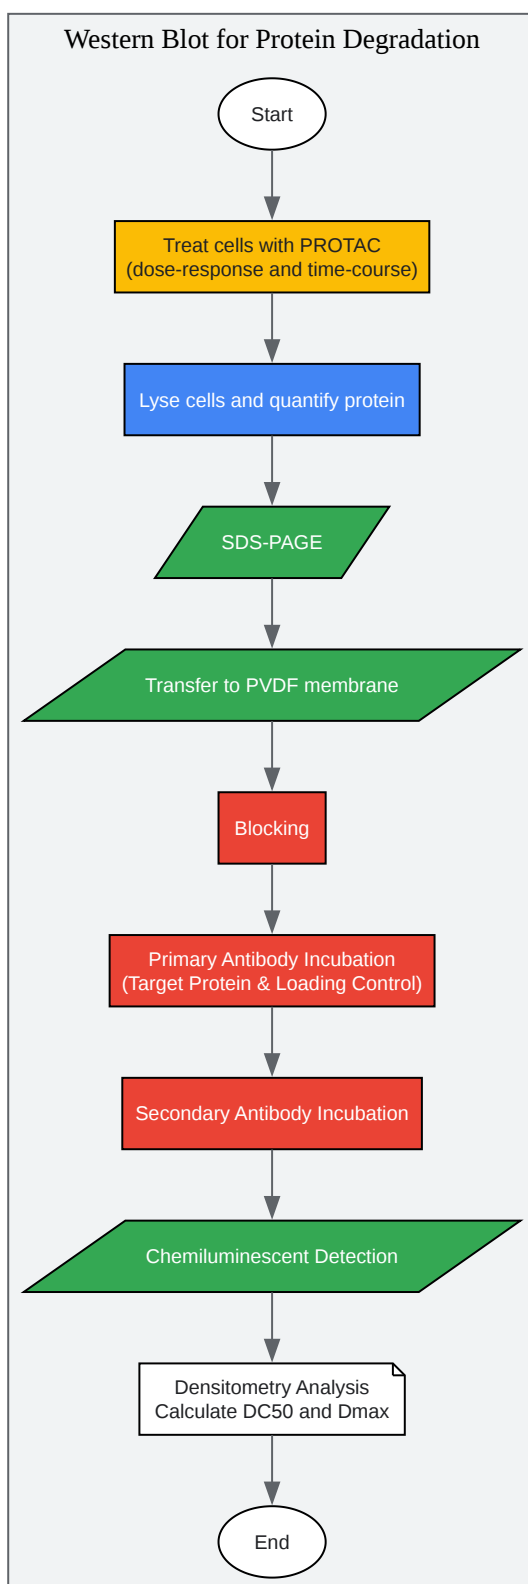 Western Blot for Protein Degradation
Start
Treat cells with PROTAC
(dose-response and time-course)
Lyse cells and quantify protein
SDS-PAGE
Transfer to PVDF membrane
Blocking
Primary Antibody Incubation
(Target Protein & Loading Control)
Secondary Antibody Incubation
Chemiluminescent Detection
Densitometry Analysis
Calculate DC50 and Dmax
End